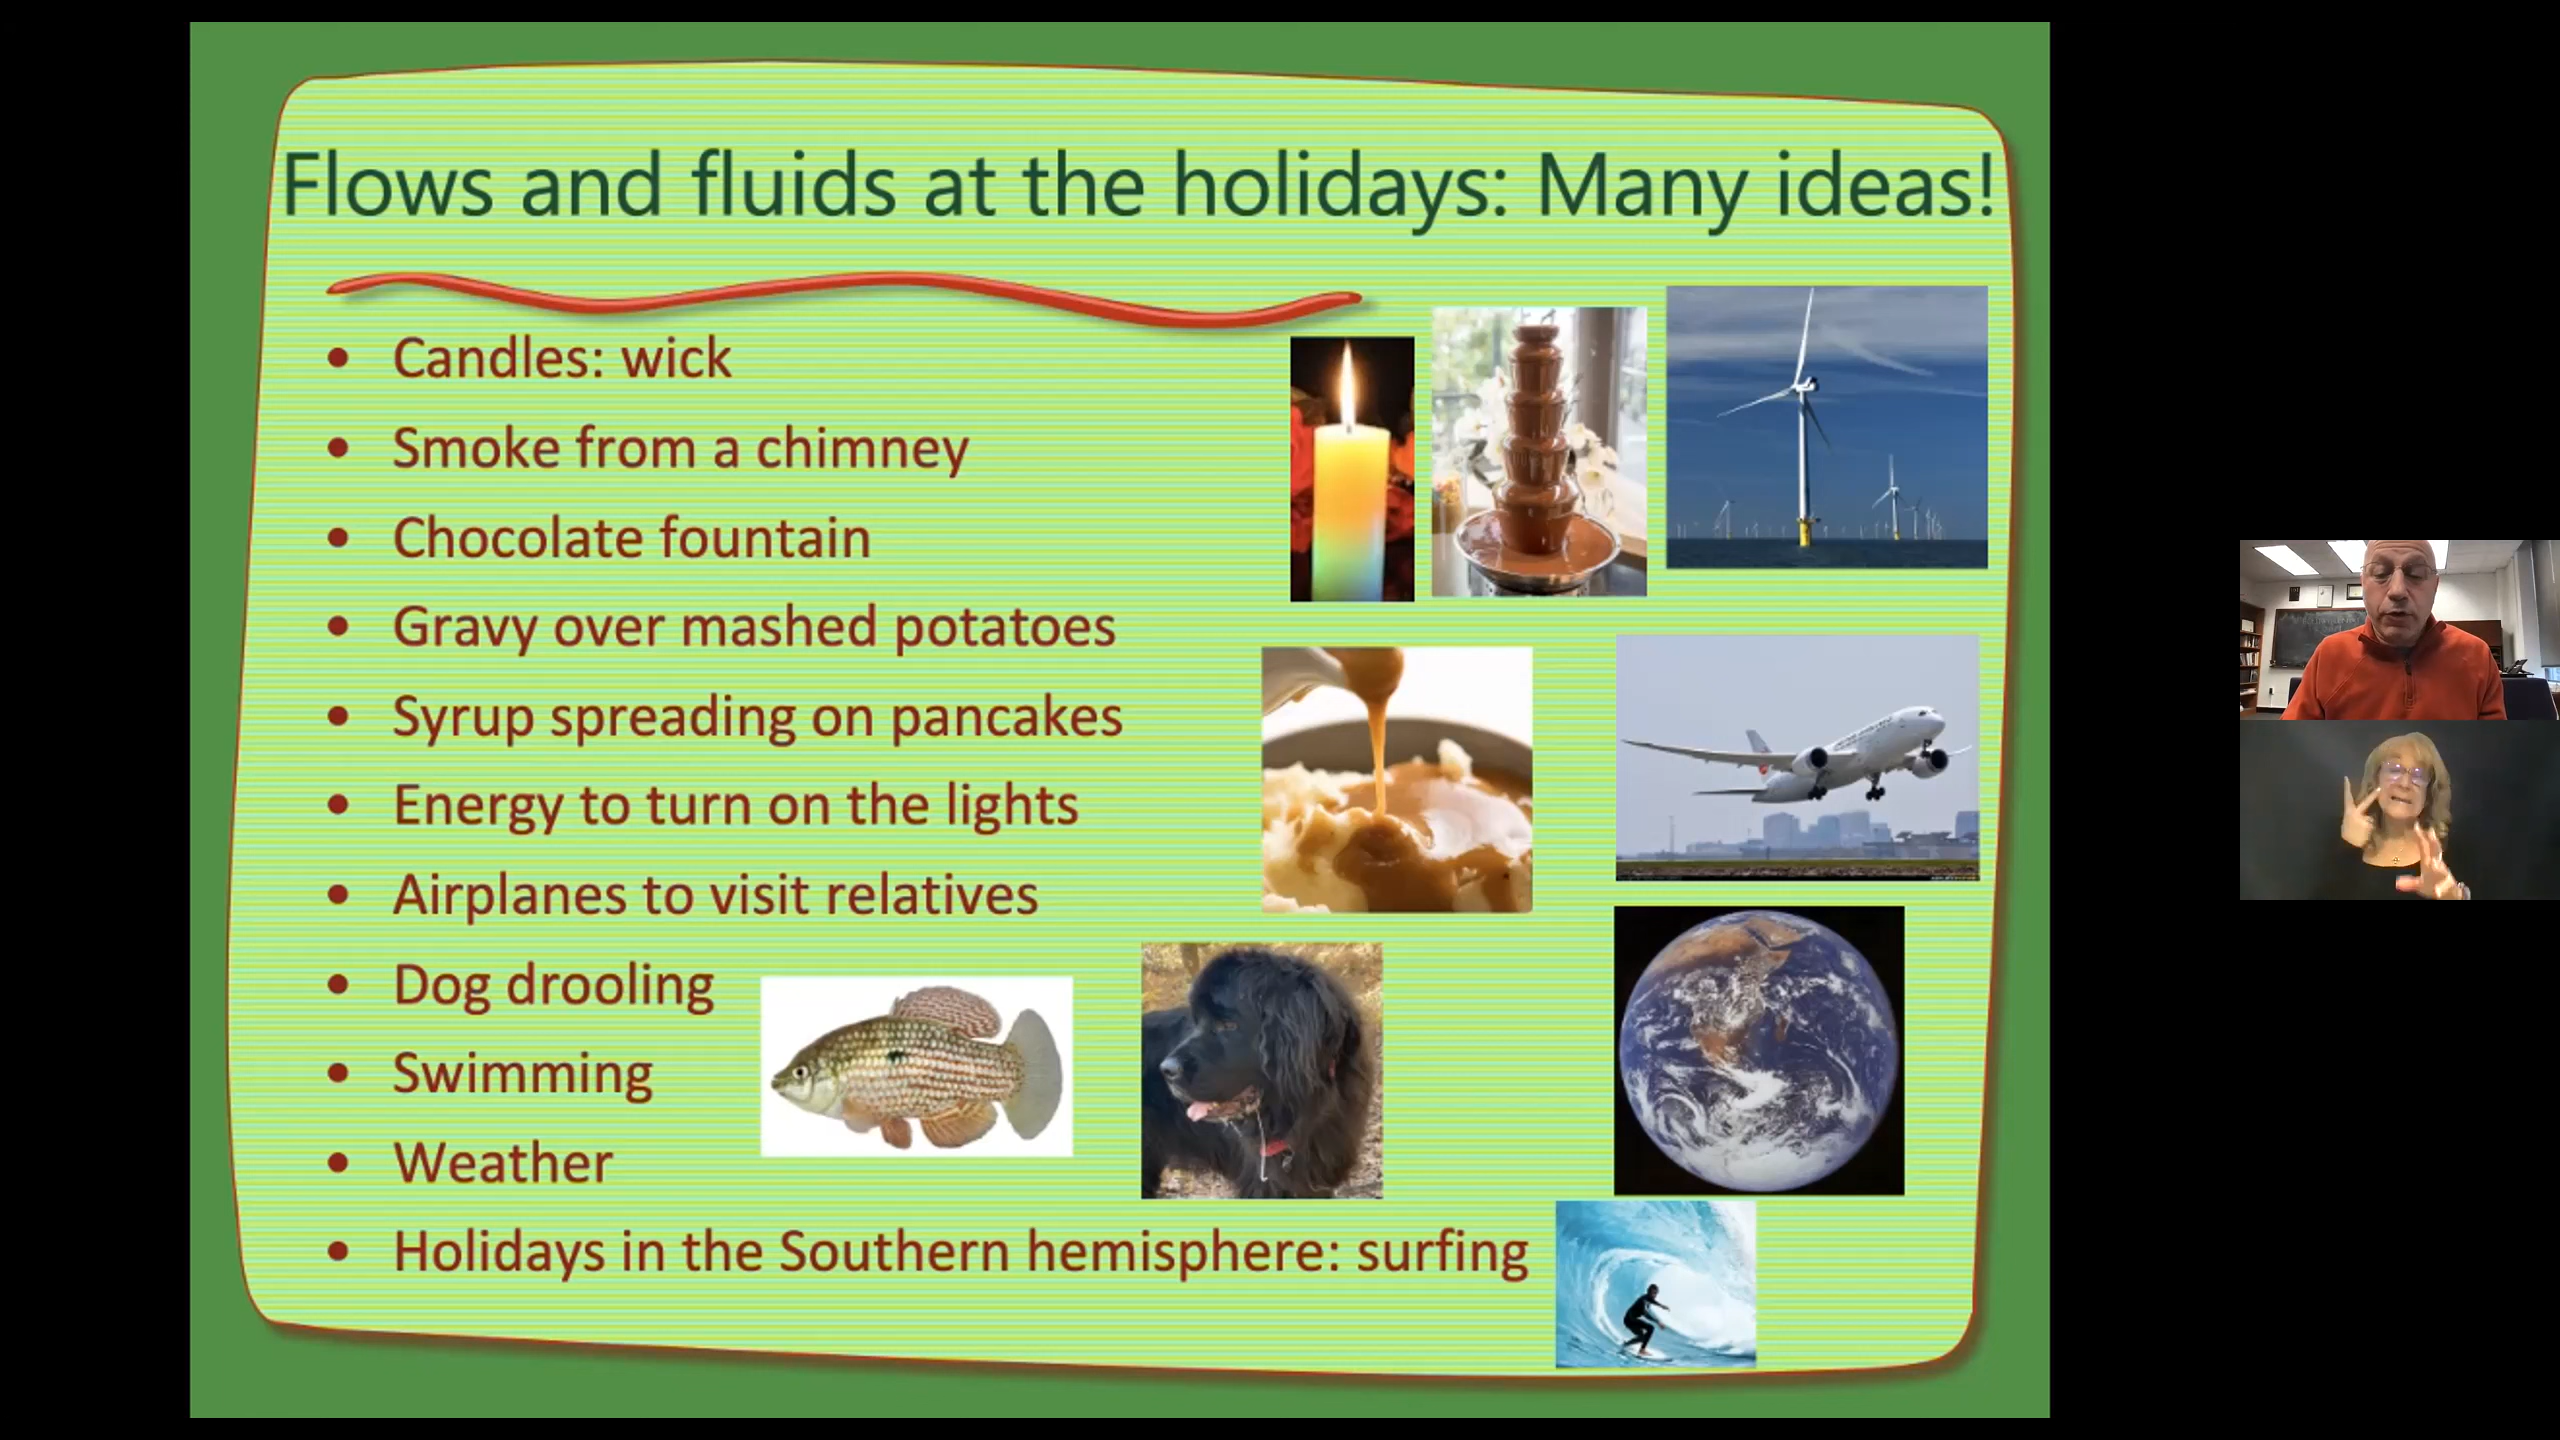 Flows and fluids at the holidays: Many ideas!
• Candles: wick
• Smoke from a chimney
• Chocolate fountain
• Gravy over mashed potatoes
• Syrup spreading on pancakes
• Energy to turn on the lights
• Airplanes to visit relatives
• Dog drooling
• Swimming
• Weather
• Holidays in the Southern hemisphere: surfing